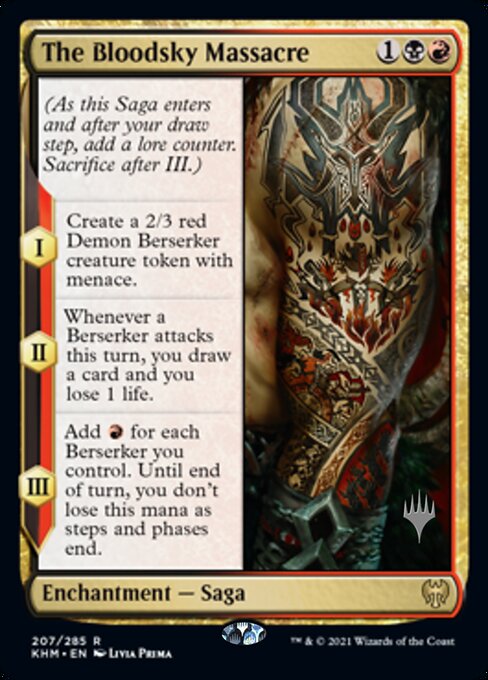 The Bloodsky Massacre 1
(As this Saga enters
and after your draw
step, add a lore counter.
Sacrifice after III.)
I
Create a 2/3 red
Demon Berserker
creature token with
menace.
II
Whenever a
Berserker attacks
this turn, you draw
a card and you
lose 1 life.
III
Add for each
Berserker you
control. Until end
of turn, you don't
lose this mana as
steps and phases
end.
Enchantment — Saga
207/285 R
KHM • EN Livia Prima
™ & © 2021 Wizards of the Coast